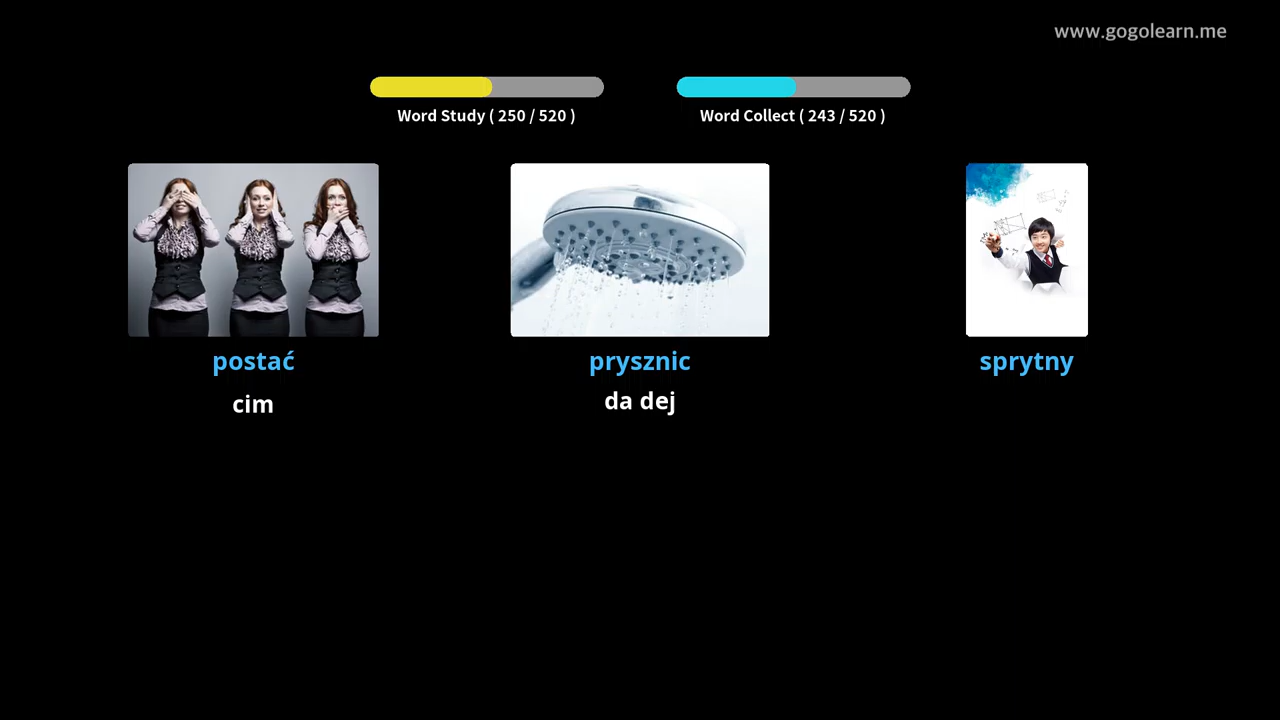 www.gogolearn.me
Word Study ( 250 / 520 )
Word Collect ( 243 / 520 )
postać
prysznic
sprytny
cim
da dej